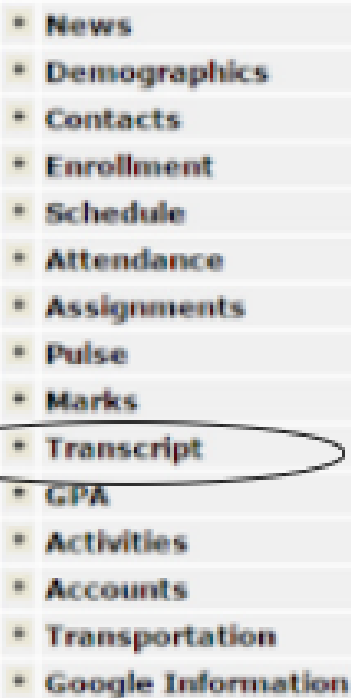 News
Demographics
Contacts
Enrollment
Schedule
Attendance
Assignments
Pulse
Marks
Transcript
GPA
Activities
Accounts
Transportation
Google Information